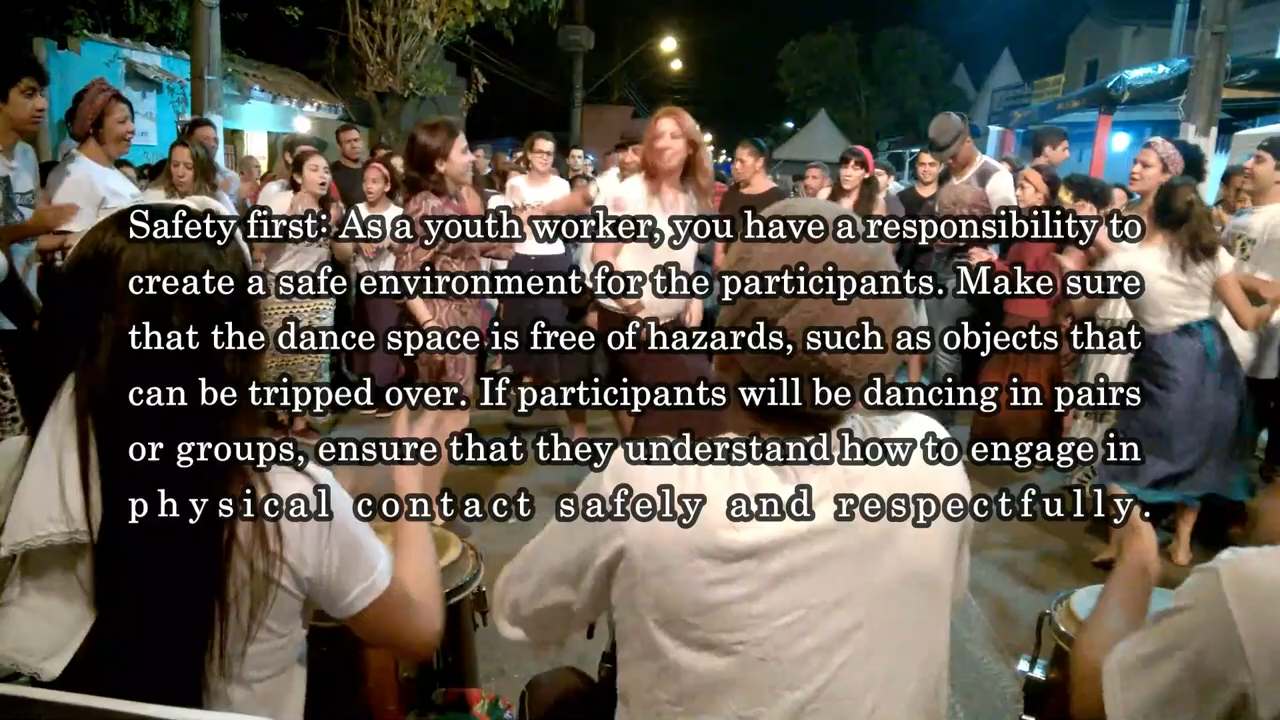 Safety first: As a youth worker, you have a responsibility to
create a safe environment for the participants. Make sure
that the dance space is free of hazards, such as objects that
can be tripped over. If participants will be dancing in pairs
or groups, ensure that they understand how to engage in
physical contact safely and respectfully.